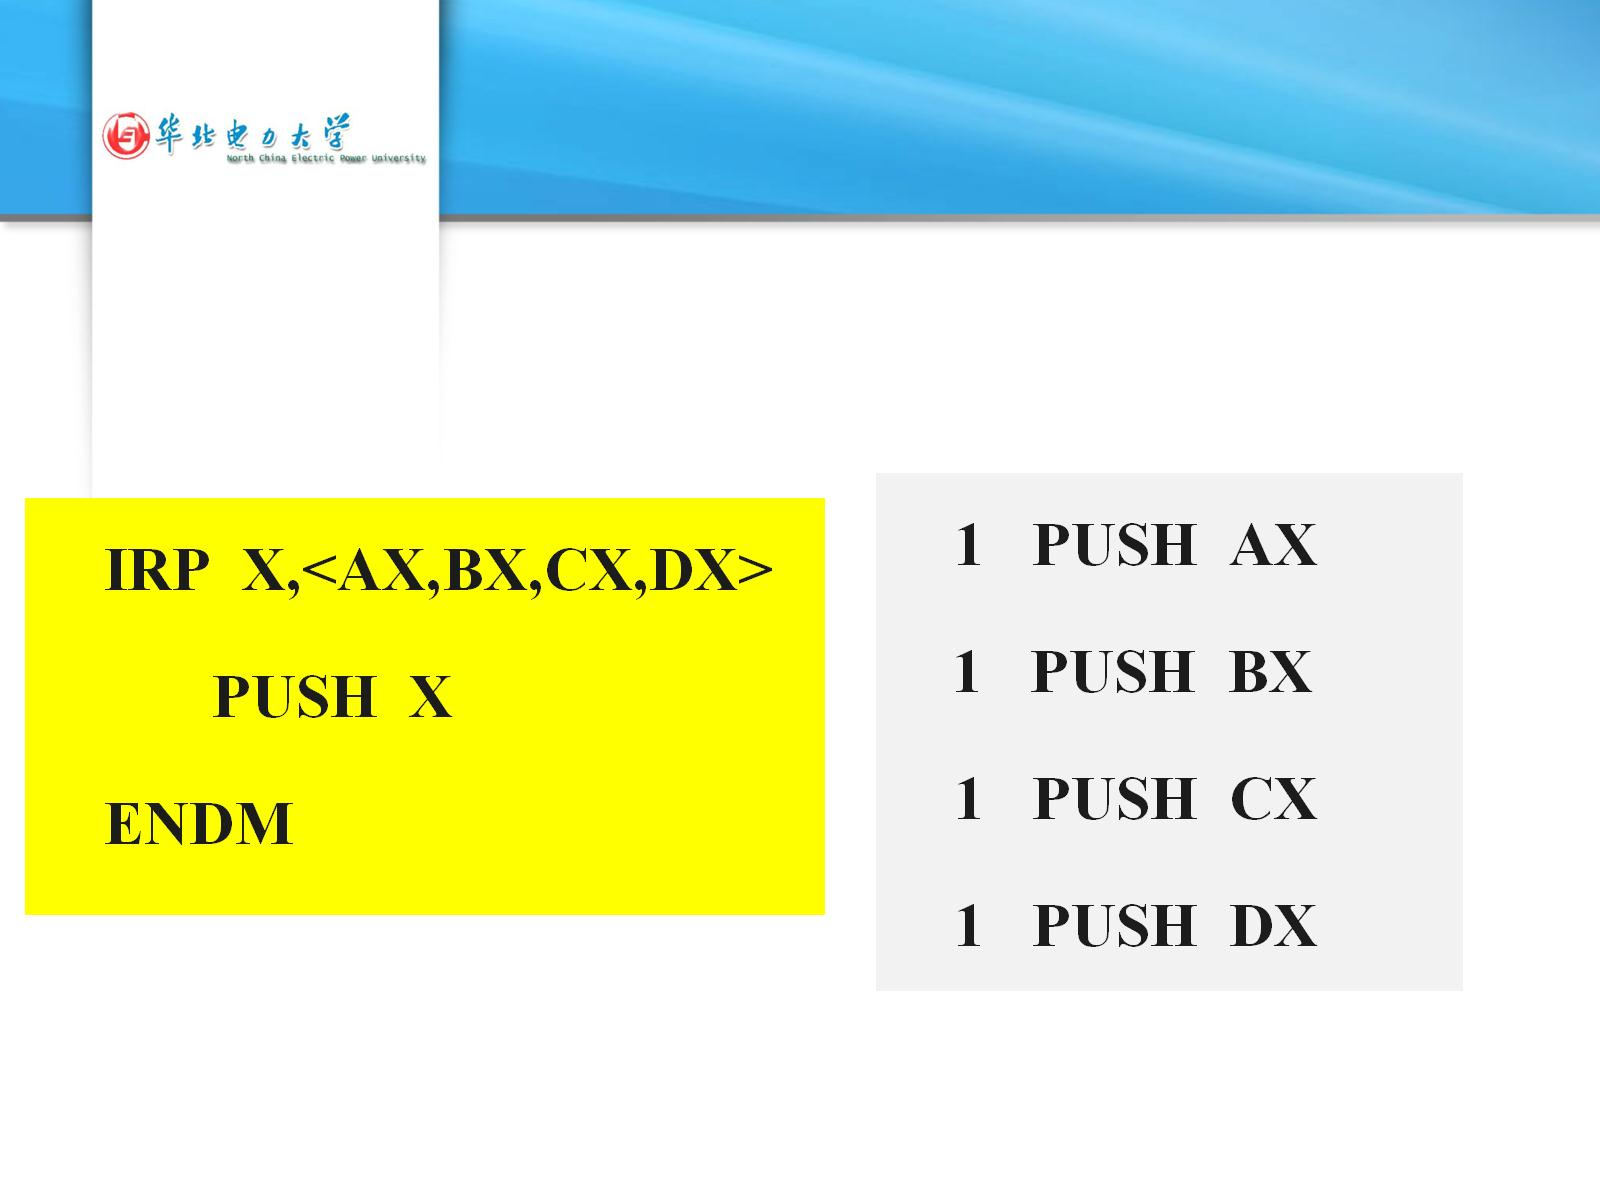 华北电力大学
North China Electric Power University
IRP X,<AX,BX,CX,DX>
PUSH X
ENDM
1 PUSH AX
1 PUSH BX
1 PUSH CX
1 PUSH DX